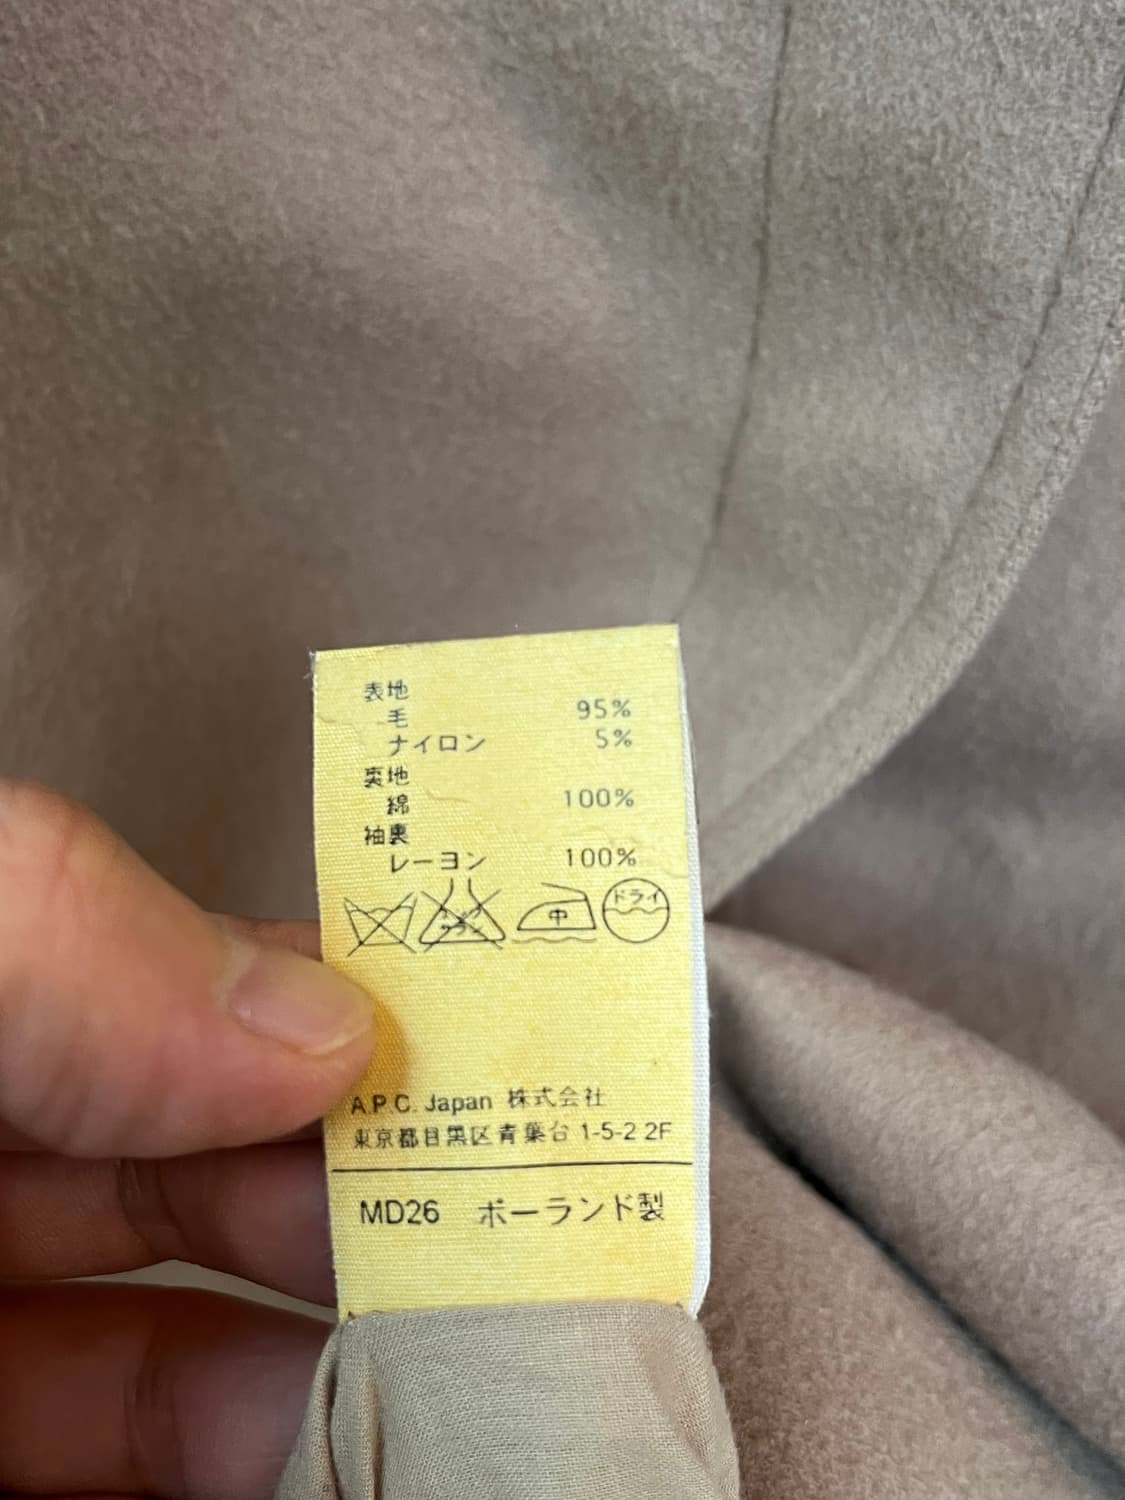 表地
毛 95%
ナイロン 5%
裏地
綿 100%
袖裏
レーヨン 100%
中 ドライ
A.P.C. Japan 株式会社
東京都目黒区青葉台 1-5-2 2F
MD26 ポーランド製